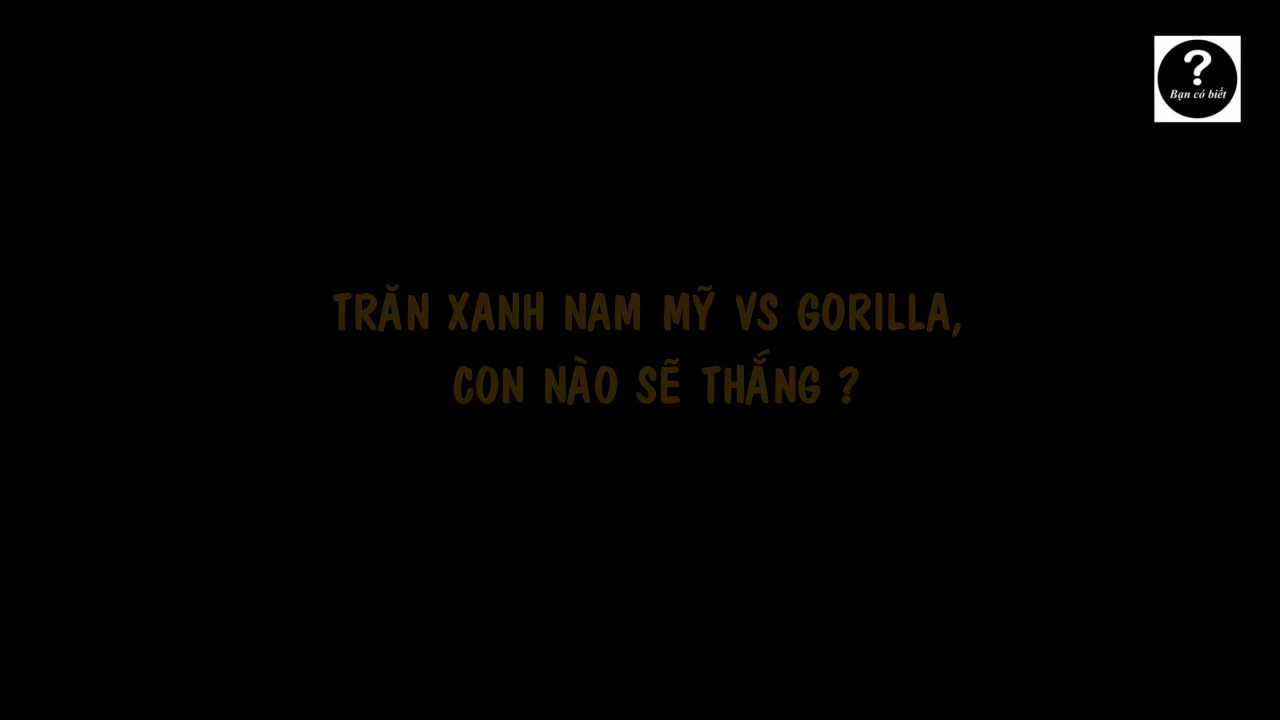 ?
Bạn có biết
TRĂN XANH NAM MỸ VS GORILLA,
CON NÀO SẼ THẮNG ?